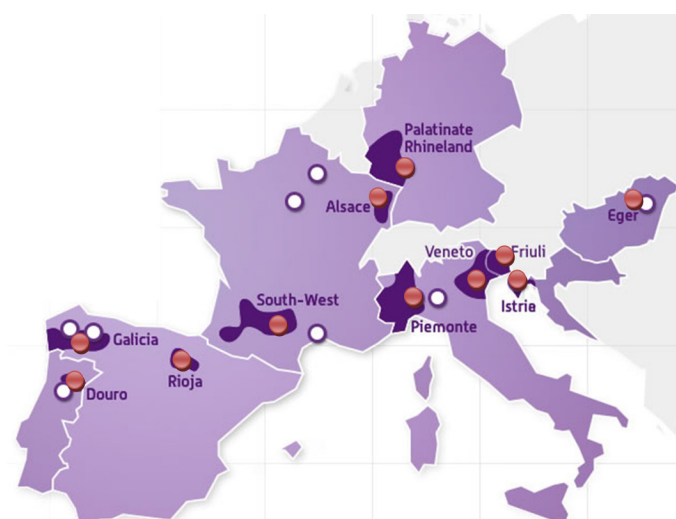 Palatinate
Rhineland
Alsace
Eger
Veneto
Friuli
South-West
Istria
Piemonte
Galicia
Rioja
Douro